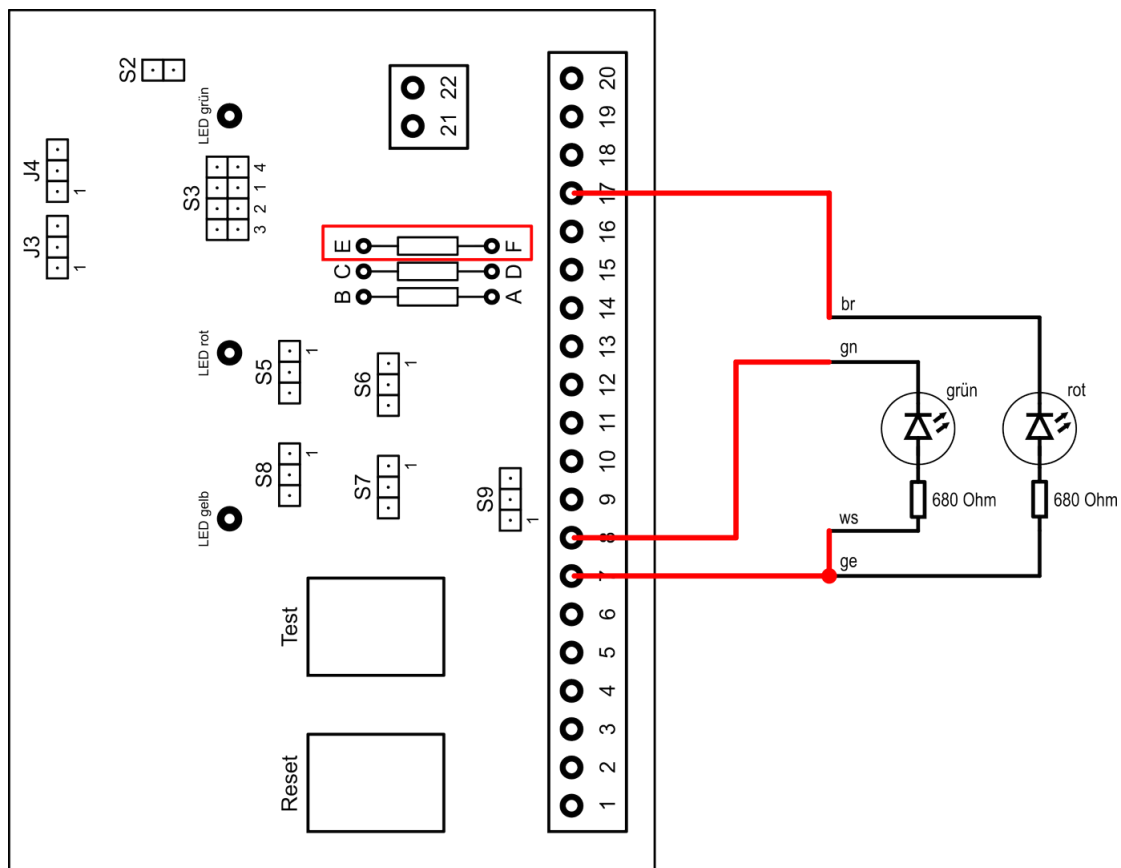 S2
LED grün
J4
1
S3
4
1
2
3
J3
1
22
21
E
F
C
D
B
A
LED rot
S5
1
S6
1
S8
1
S7
1
S9
1
LED gelb
Test
Reset
20
19
18
17
16
15
14
13
12
11
10
9
8
7
6
5
4
3
2
1
br
gn
grün
rot
680 Ohm
680 Ohm
ws
ge